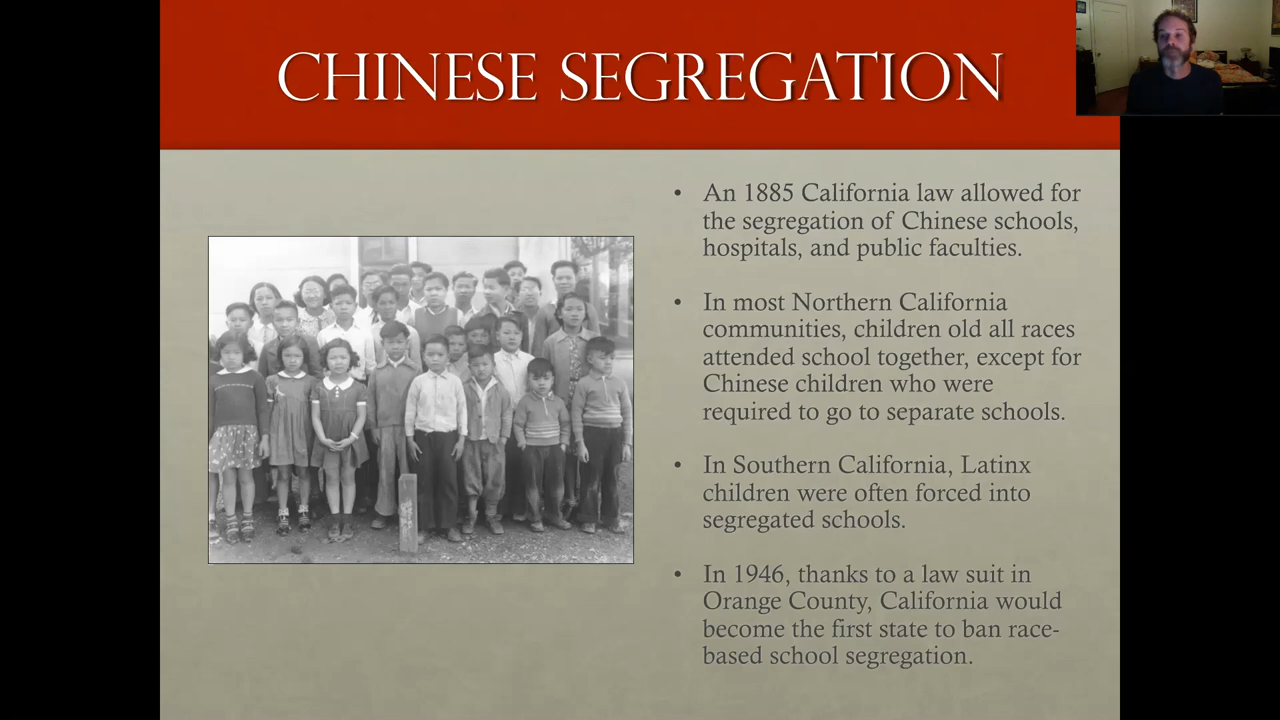 CHINESE SEGREGATION
• An 1885 California law allowed for
the segregation of Chinese schools,
hospitals, and public faculties.
• In most Northern California
communities, children old all races
attended school together, except for
Chinese children who were
required to go to separate schools.
• In Southern California, Latinx
children were often forced into
segregated schools.
• In 1946, thanks to a law suit in
Orange County, California would
become the first state to ban race-
based school segregation.